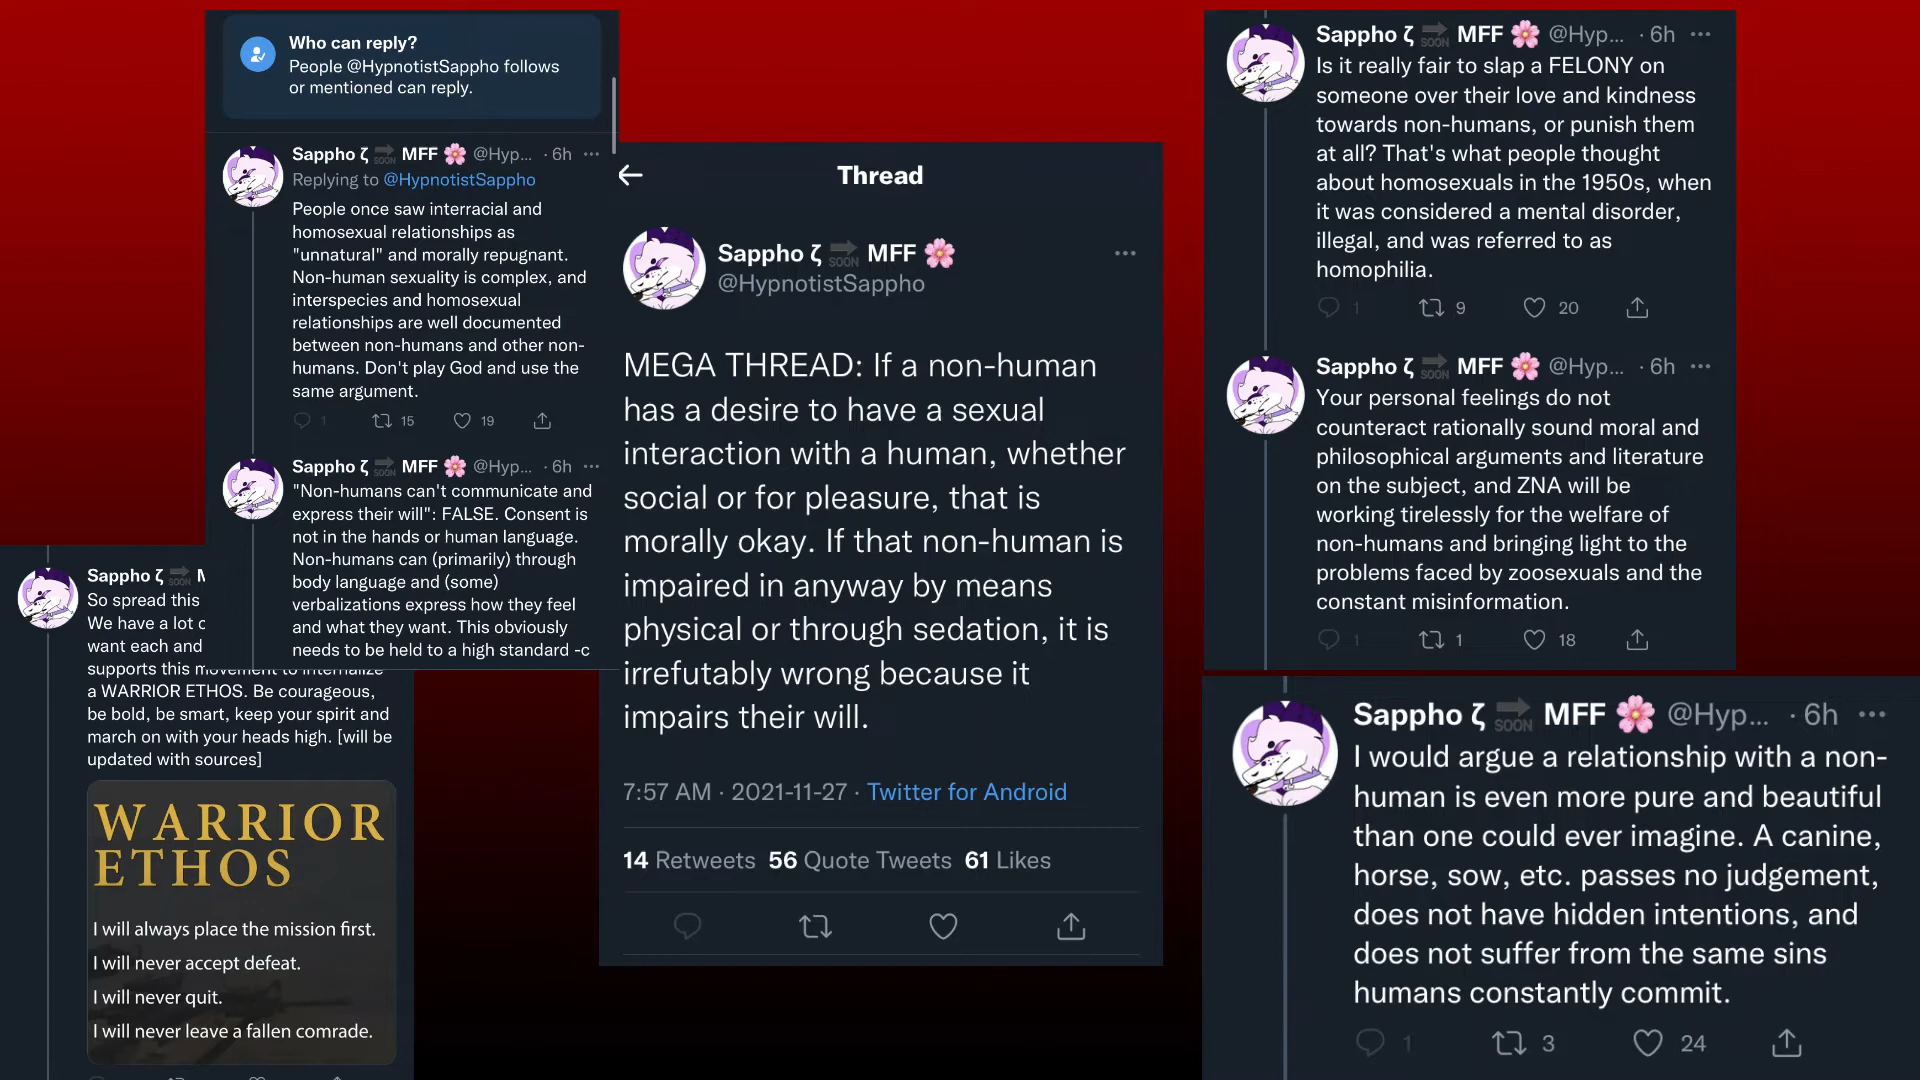 Who can reply?
People @HypnotistSappho follows
or mentioned can reply.
Sappho ζ 🔜 MFF 🌸 @Hyp... · 6h ···
Replying to @HypnotistSappho
People once saw interracial and
homosexual relationships as
"unnatural" and morally repugnant.
Non-human sexuality is complex, and
interspecies and homosexual
relationships are well documented
between non-humans and other non-
humans. Don't play God and use the
same argument.
1 15 19
Sappho ζ 🔜 MFF 🌸 @Hyp... · 6h ···
"Non-humans can't communicate and
express their will": FALSE. Consent is
not in the hands or human language.
Non-humans can (primarily) through
body language and (some)
verbalizations express how they feel
and what they want. This obviously
needs to be held to a high standard -c
Sappho ζ 🔜
So spread this
We have a lot
want each and
supports this movement to internalize
a WARRIOR ETHOS. Be courageous,
be bold, be smart, keep your spirit and
march on with your heads high. [will be
updated with sources]
WARRIOR
ETHOS
I will always place the mission first.
I will never accept defeat.
I will never quit.
I will never leave a fallen comrade.
Thread
Sappho ζ 🔜 MFF 🌸 ···
@HypnotistSappho
MEGA THREAD: If a non-human
has a desire to have a sexual
interaction with a human, whether
social or for pleasure, that is
morally okay. If that non-human is
impaired in anyway by means
physical or through sedation, it is
irrefutably wrong because it
impairs their will.
7:57 AM · 2021-11-27 · Twitter for Android
14 Retweets 56 Quote Tweets 61 Likes
Sappho ζ 🔜 MFF 🌸 @Hyp... · 6h ···
Is it really fair to slap a FELONY on
someone over their love and kindness
towards non-humans, or punish them
at all? That's what people thought
about homosexuals in the 1950s, when
it was considered a mental disorder,
illegal, and was referred to as
homophilia.
1 9 20
Sappho ζ 🔜 MFF 🌸 @Hyp... · 6h ···
Your personal feelings do not
counteract rationally sound moral and
philosophical arguments and literature
on the subject, and ZNA will be
working tirelessly for the welfare of
non-humans and bringing light to the
problems faced by zoosexuals and the
constant misinformation.
1 1 18
Sappho ζ 🔜 MFF 🌸 @Hyp... · 6h ···
I would argue a relationship with a non-
human is even more pure and beautiful
than one could ever imagine. A canine,
horse, sow, etc. passes no judgement,
does not have hidden intentions, and
does not suffer from the same sins
humans constantly commit.
1 3 24